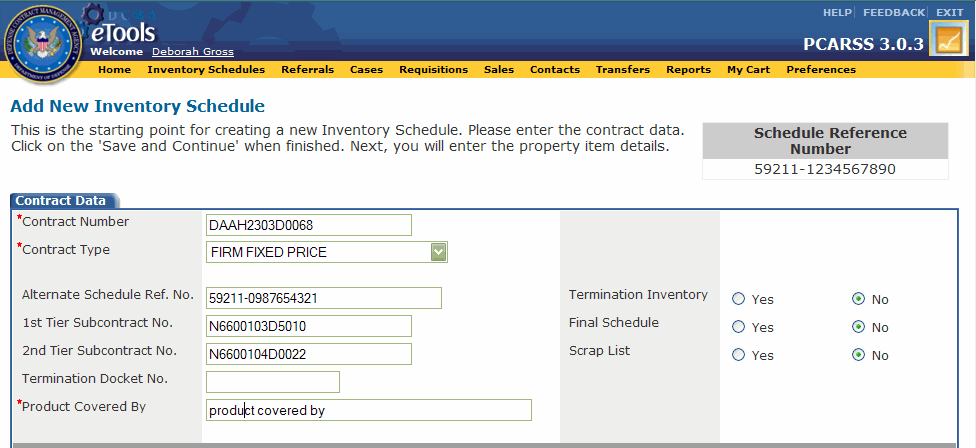 HELP FEEDBACK EXIT
eTools
Welcome Deborah Gross
PCARSS 3.0.3
Home Inventory Schedules Referrals Cases Requisitions Sales Contacts Transfers Reports My Cart Preferences
Add New Inventory Schedule
This is the starting point for creating a new Inventory Schedule. Please enter the contract data.
Click on the 'Save and Continue' when finished. Next, you will enter the property item details.
Schedule Reference
Number
59211-1234567890
Contract Data
*Contract Number DAAH2303D0068
*Contract Type FIRM FIXED PRICE
Alternate Schedule Ref. No. 59211-0987654321 Termination Inventory Yes No
1st Tier Subcontract No. N6600103D5010 Final Schedule Yes No
2nd Tier Subcontract No. N6600104D0022 Scrap List Yes No
Termination Docket No.
*Product Covered By product covered by